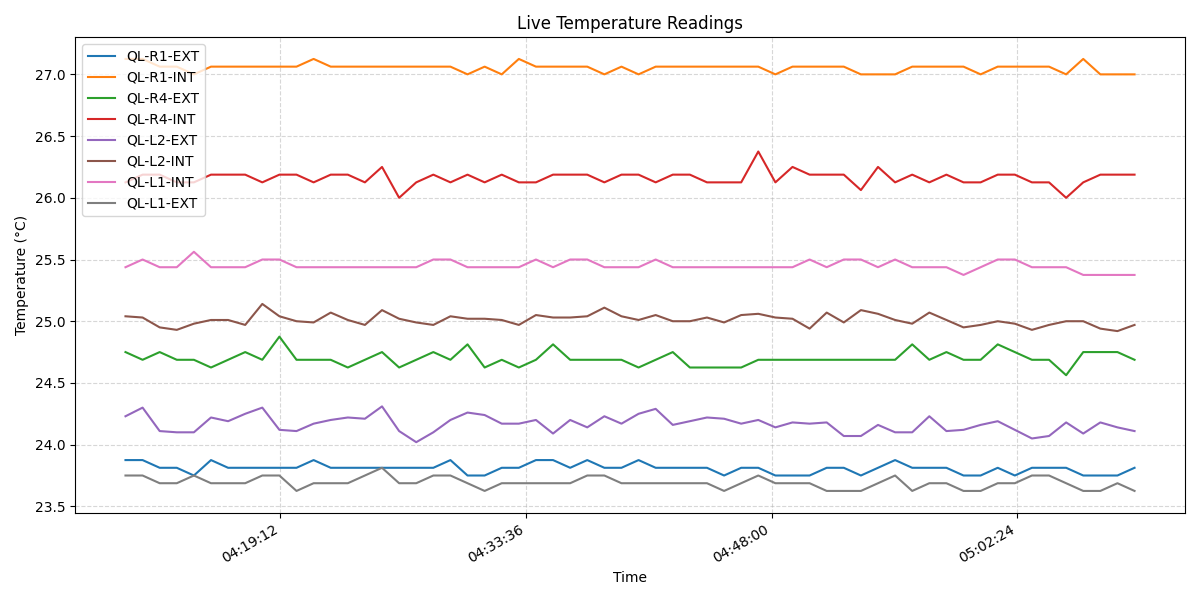 Live Temperature Readings
QL-R1-EXT
QL-R1-INT
QL-R4-EXT
QL-R4-INT
QL-L2-EXT
QL-L2-INT
QL-L1-INT
QL-L1-EXT
27.0
26.5
26.0
25.5
25.0
24.5
24.0
23.5
Temperature (°C)
04:19:12
04:33:36
04:48:00
05:02:24
Time